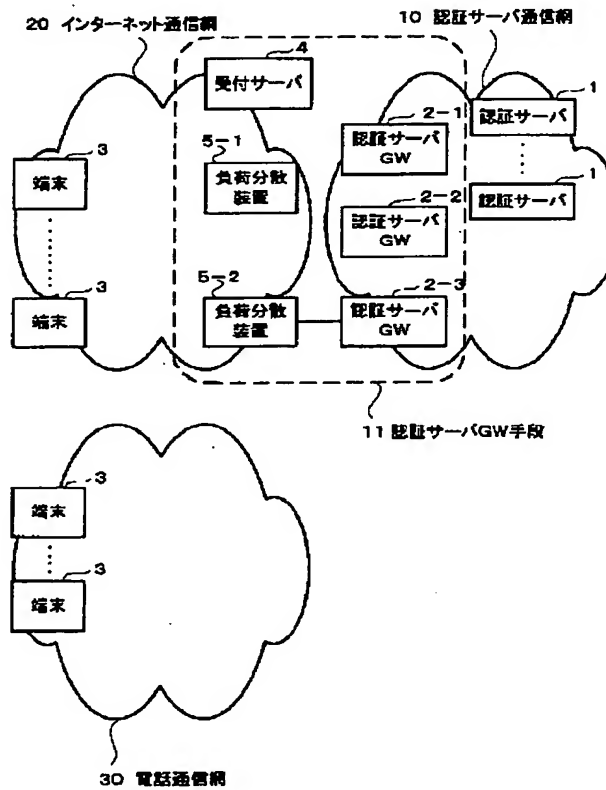 20 インターネット通信網
10 認証サーバ通信網
4
受付サーバ
1
認証サーバ
2-1
認証サーバ
GW
5-1
負荷分散
装置
3
端末
1
認証サーバ
2-2
認証サーバ
GW
5-2
負荷分散
装置
2-3
認証サーバ
GW
3
端末
11 認証サーバGW手段
3
端末
3
端末
30 電話通信網